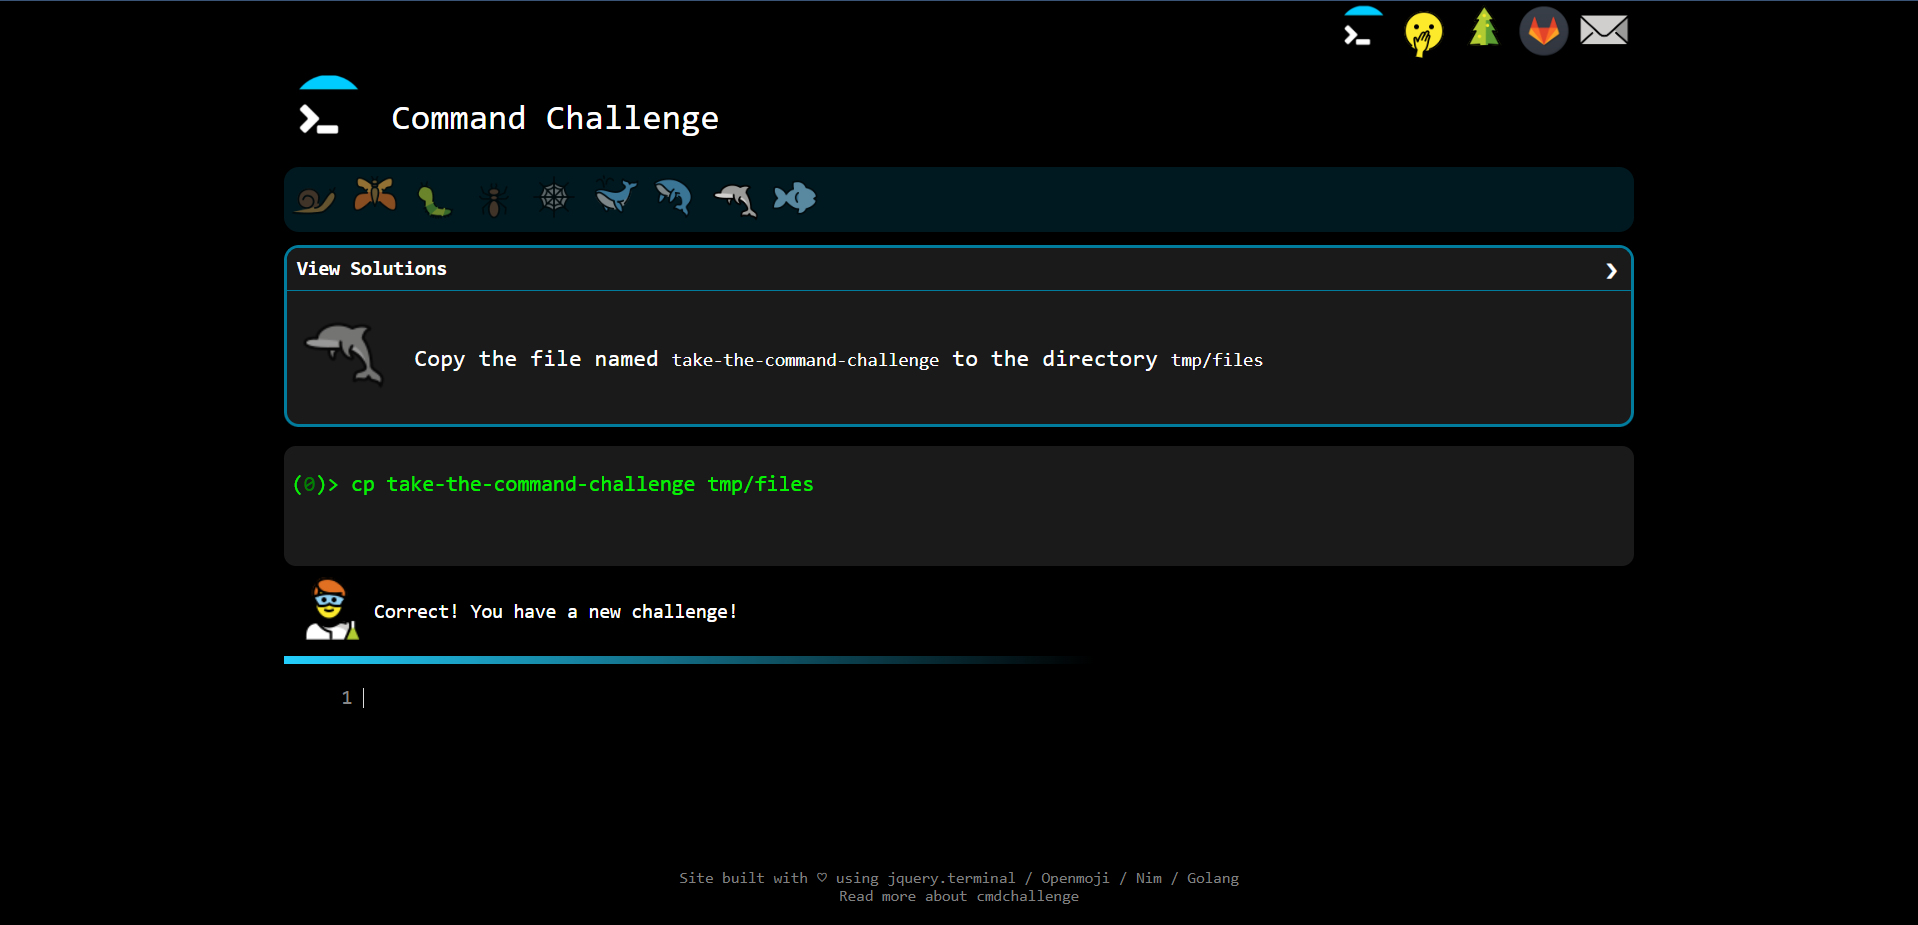 Command Challenge
View Solutions
Copy the file named take-the-command-challenge to the directory tmp/files
(0)> cp take-the-command-challenge tmp/files
Correct! You have a new challenge!
1
Site built with ♡ using jquery.terminal / Openmoji / Nim / Golang
Read more about cmdchallenge